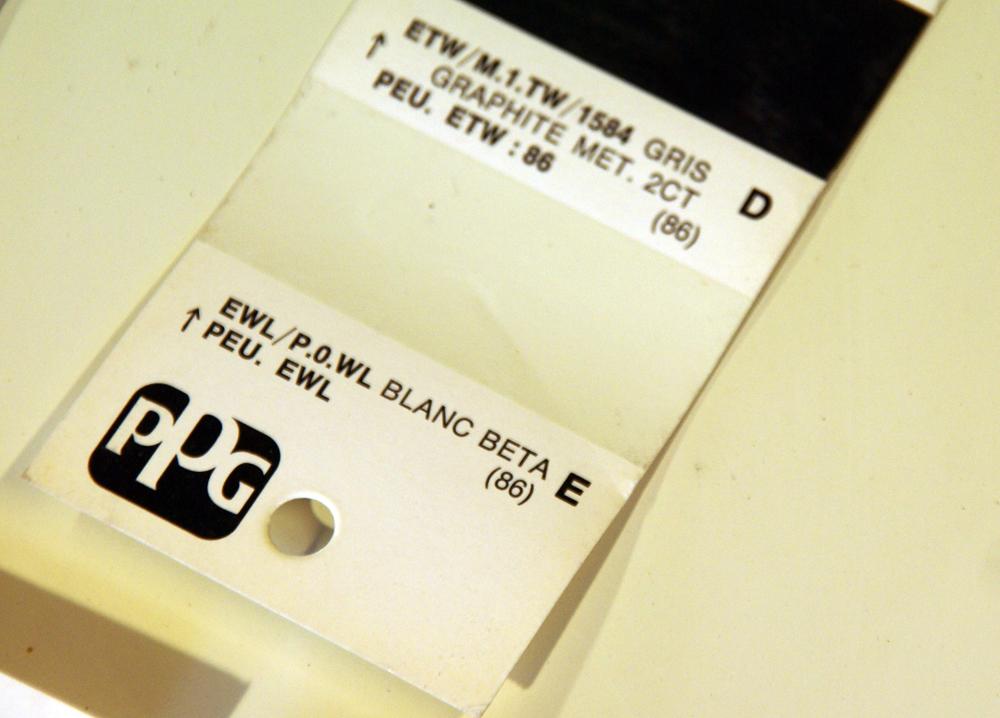 ↑ ETW/M.1.TW/1584 GRIS
GRAPHITE MET. 2CT
PEU. ETW : 86 (86)
D
↑ EWL/P.0.WL BLANC BETA
PEU. EWL (86)
E
PPG